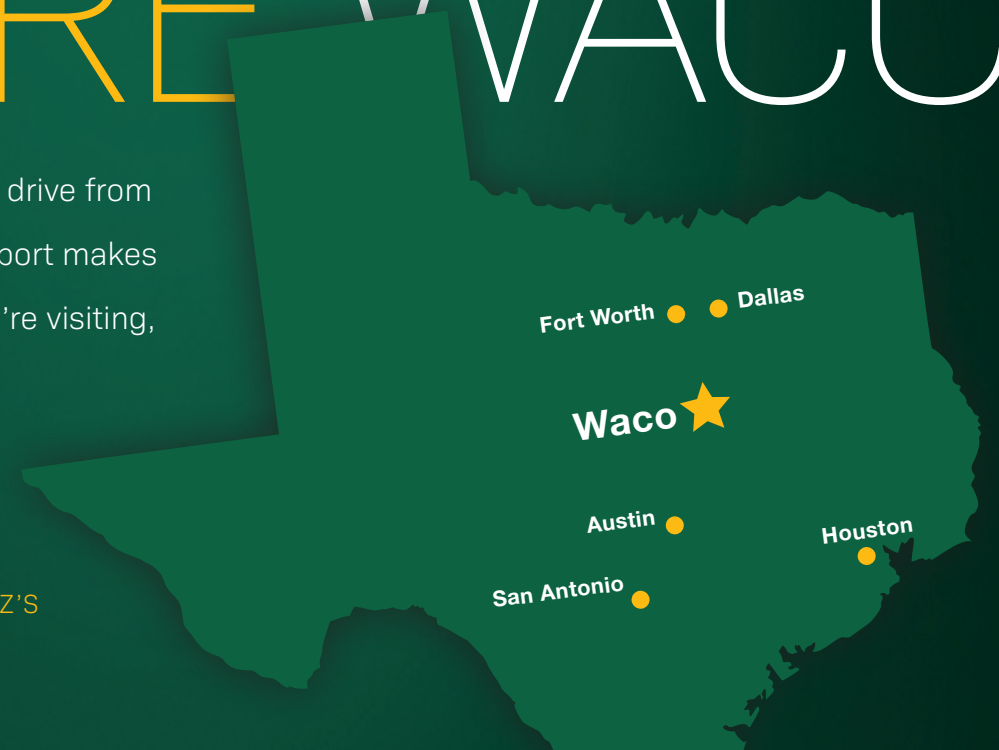 RE WACO
drive from
port makes
're visiting,
Fort Worth
Dallas
Waco
Austin
Houston
San Antonio
Z'S